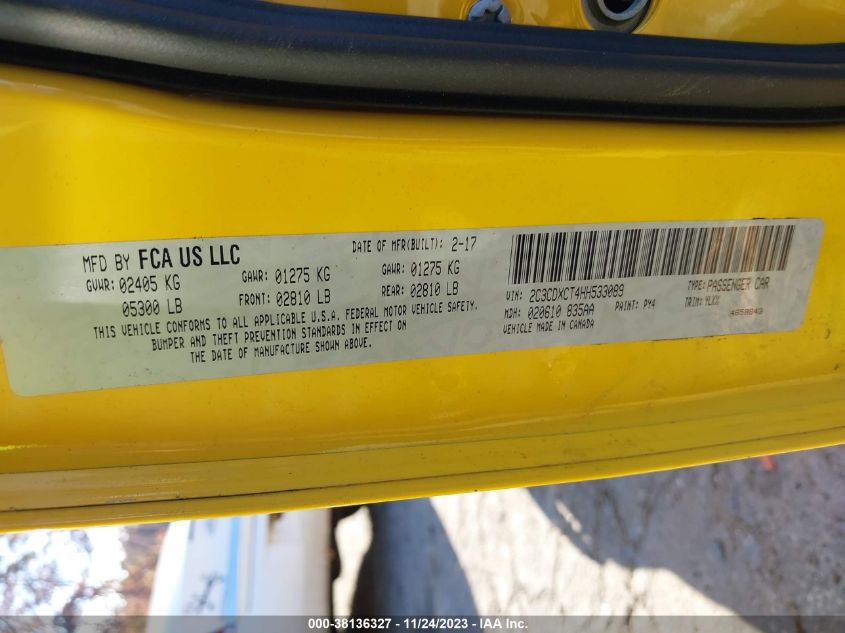 MFD BY FCA US LLC
DATE OF MFR(BUILT): 2-17
GVWR: 02405 KG GAWR: 01275 KG GAWR: 01275 KG
05300 LB FRONT: 02810 LB REAR: 02810 LB
THIS VEHICLE CONFORMS TO ALL APPLICABLE U.S.A. FEDERAL MOTOR VEHICLE SAFETY,
BUMPER AND THEFT PREVENTION STANDARDS IN EFFECT ON
THE DATE OF MANUFACTURE SHOWN ABOVE.
VIN: 2C3CDXCT4HH533089 TYPE: PASSENGER CAR
MDH: 020610 835AA PAINT: PY4 TRIM:
VEHICLE MADE IN CANADA
000-38136327 - 11/24/2023 - IAA Inc.